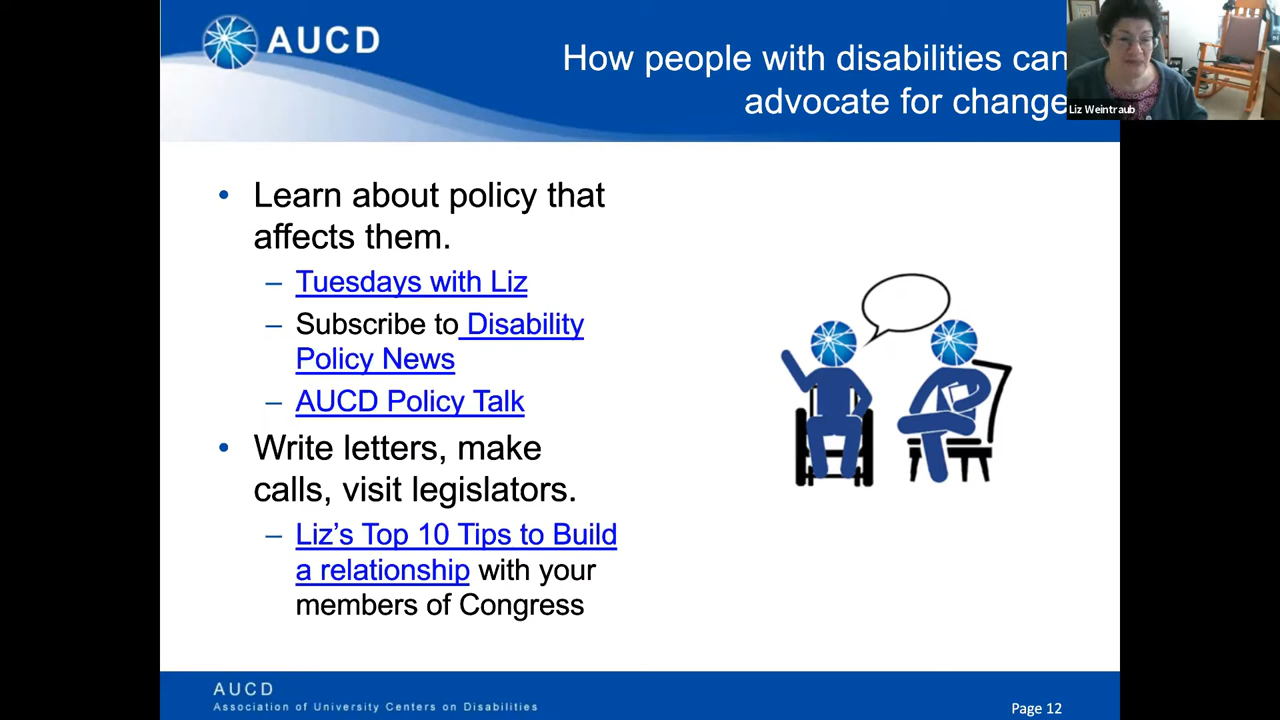 AUCD
How people with disabilities can
advocate for change
Liz Weintraub
• Learn about policy that
affects them.
– Tuesdays with Liz
– Subscribe to Disability
Policy News
– AUCD Policy Talk
• Write letters, make
calls, visit legislators.
– Liz’s Top 10 Tips to Build
a relationship with your
members of Congress
AUCD
Association of University Centers on Disabilities
Page 12